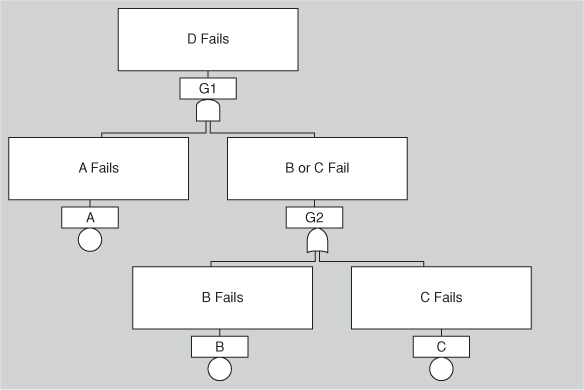 D Fails
G1
A Fails
B or C Fail
A
G2
B Fails
C Fails
B
C